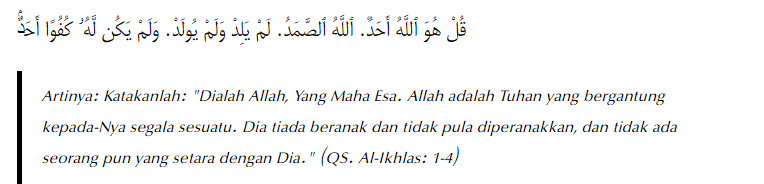 قُلْ هُوَ ٱللَّهُ أَحَدٌ. ٱللَّهُ ٱلصَّمَدُ. لَمْ يَلِدْ وَلَمْ يُولَدْ. وَلَمْ يَكُن لَّهُۥ كُفُوًا أَحَدٌۢ
Artinya: Katakanlah: "Dialah Allah, Yang Maha Esa. Allah adalah Tuhan yang bergantung
kepada-Nya segala sesuatu. Dia tiada beranak dan tidak pula diperanakkan, dan tidak ada
seorang pun yang setara dengan Dia." (QS. Al-Ikhlas: 1-4)